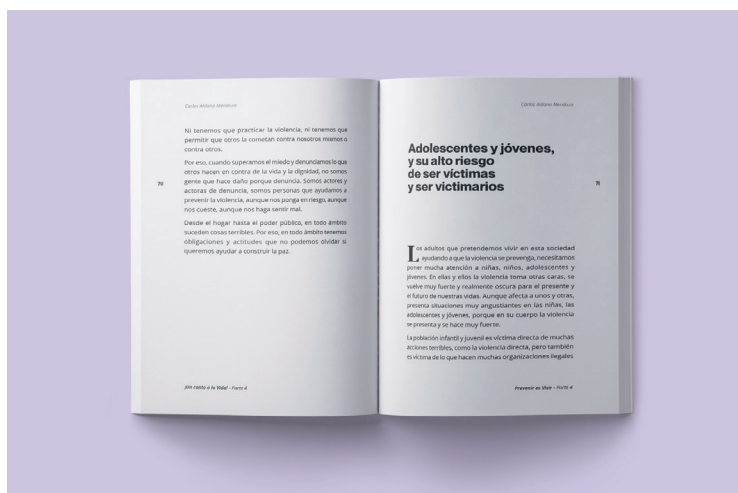 Carlos Aldana Mendoza
Ni tenemos que practicar la violencia, ni tenemos que
permitir que otros la cometan contra nosotros mismos o
contra otros.
Por eso, cuando superamos el miedo y denunciamos lo que
otros hacen en contra de la vida y la dignidad, no somos
gente que hace daño porque denuncia. Somos actores y
actoras de denuncia, somos personas que ayudamos a
prevenir la violencia, aunque nos ponga en riesgo, aunque
nos cueste, aunque nos haga sentir mal.
Desde el hogar hasta el poder público, en todo ámbito
suceden cosas terribles. Por eso, en todo ámbito tenemos
obligaciones y actitudes que no podemos olvidar si
queremos ayudar a construir la paz.
70
¡Un canto a la Vida! - Parte 4
Carlos Aldana Mendoza
Adolescentes y jóvenes,
y su alto riesgo
de ser víctimas
y ser victimarios
71
Los adultos que pretendemos vivir en esta sociedad
ayudando a que la violencia se prevenga, necesitamos
poner mucha atención a niñas, niños, adolescentes y
jóvenes. En ellas y ellos la violencia toma otras caras, se
vuelve muy fuerte y realmente oscura para el presente y
el futuro de nuestras vidas. Aunque afecta a unos y otras,
presenta situaciones muy angustiantes en las niñas, las
adolescentes y jóvenes, porque en su cuerpo la violencia
se presenta y se hace muy fuerte.
La población infantil y juvenil es víctima directa de muchas
acciones terribles, como la violencia directa, pero también
es víctima de lo que hacen muchas organizaciones ilegales
Prevenir es Vivir - Parte 4